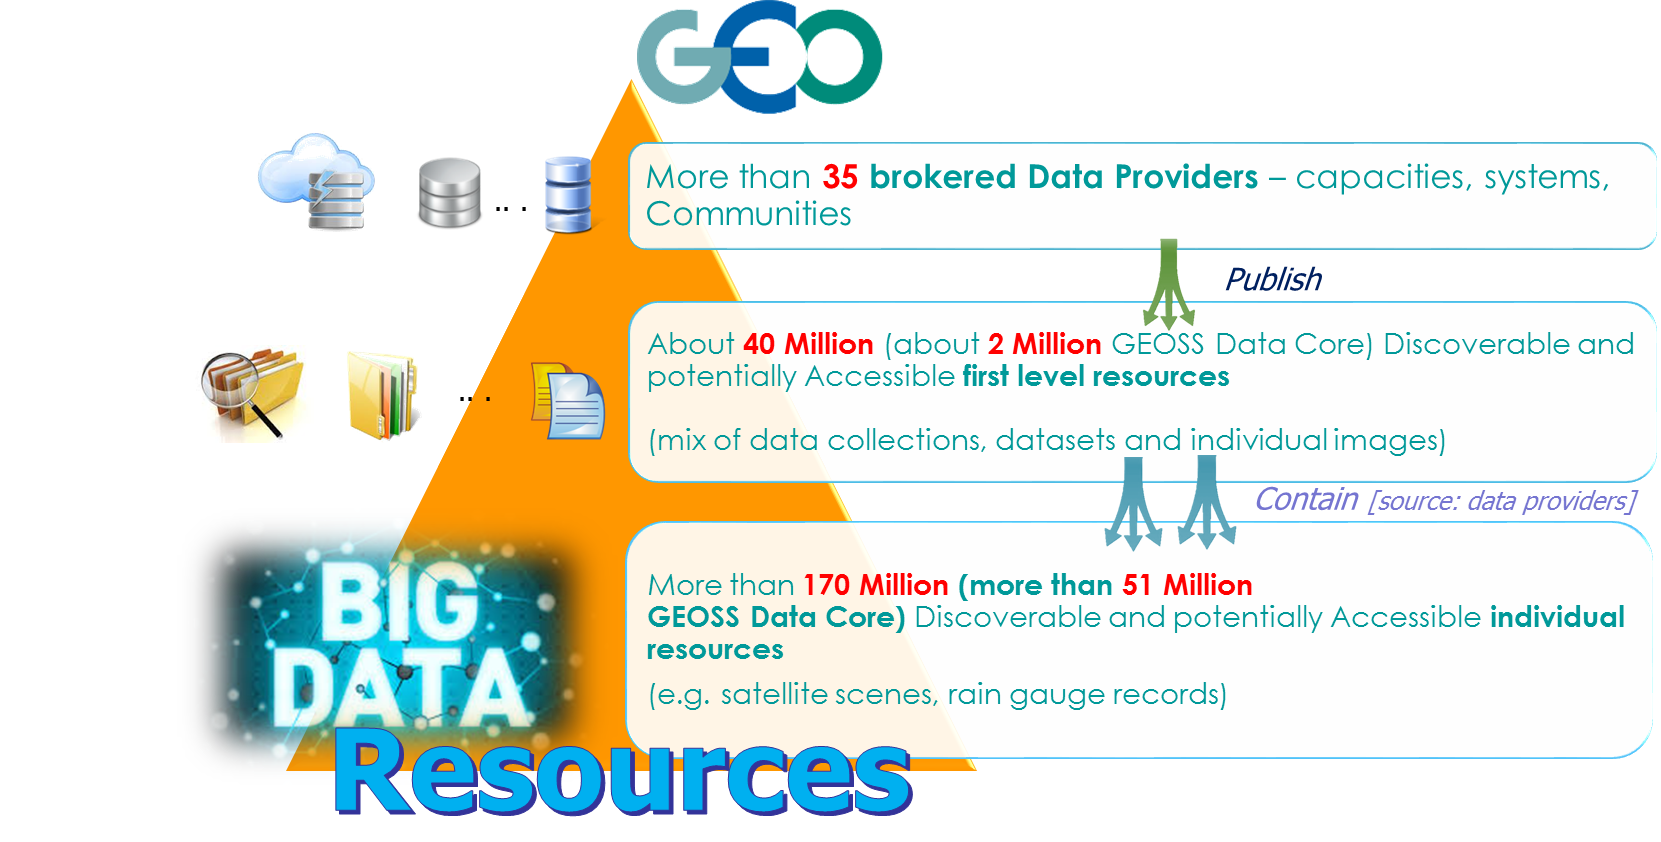 GEO
More than 35 brokered Data Providers – capacities, systems,
Communities
.. .
Publish
About 40 Million (about 2 Million GEOSS Data Core) Discoverable and
potentially Accessible first level resources
.. .
(mix of data collections, datasets and individual images)
Contain [source: data providers]
More than 170 Million (more than 51 Million
GEOSS Data Core) Discoverable and potentially Accessible individual
resources
(e.g. satellite scenes, rain gauge records)
BIG
DATA
Resources